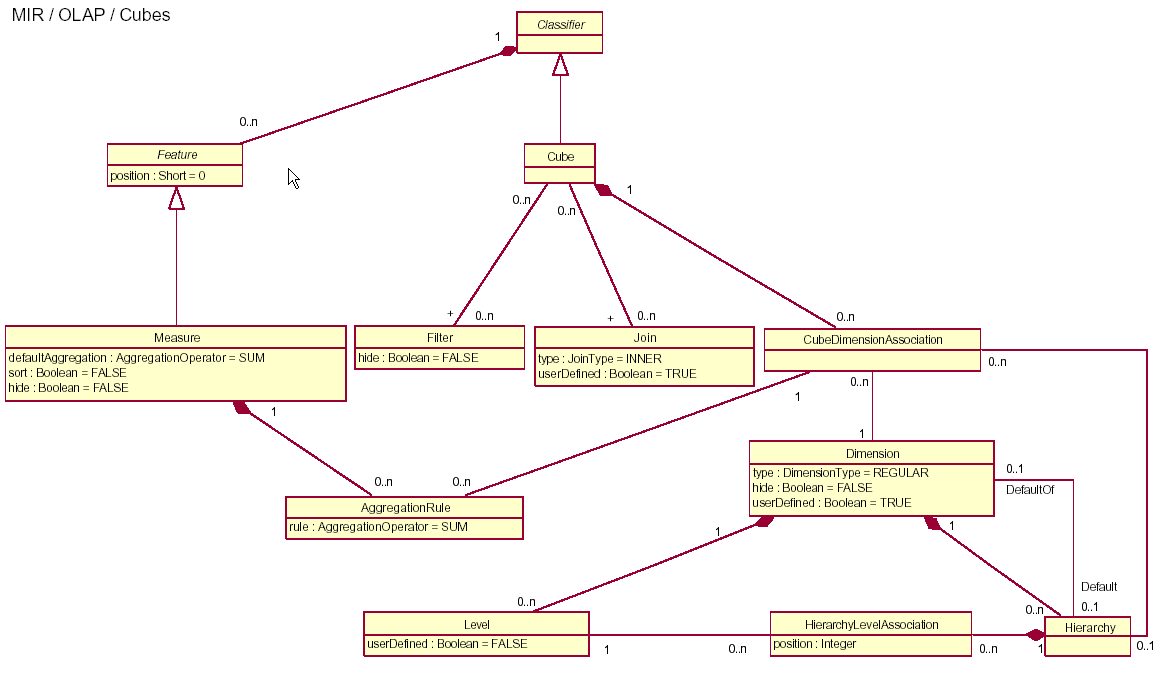 MIR / OLAP / Cubes
Classifier
1
0..n
Feature
position : Short = 0
Cube
0..n
0..n
1
+
0..n
+
0..n
0..n
Measure
defaultAggregation : AggregationOperator = SUM
sort : Boolean = FALSE
hide : Boolean = FALSE
Filter
hide : Boolean = FALSE
Join
type : JoinType = INNER
userDefined : Boolean = TRUE
CubeDimensionAssociation
0..n
0..n
1
1
1
0..n
0..n
Dimension
type : DimensionType = REGULAR
hide : Boolean = FALSE
userDefined : Boolean = TRUE
0..1
DefaultOf
AggregationRule
rule : AggregationOperator = SUM
1
1
Default
0..1
0..n
0..n
Level
userDefined : Boolean = FALSE
HierarchyLevelAssociation
position : Integer
Hierarchy
1
0..n
0..n
1
0..1